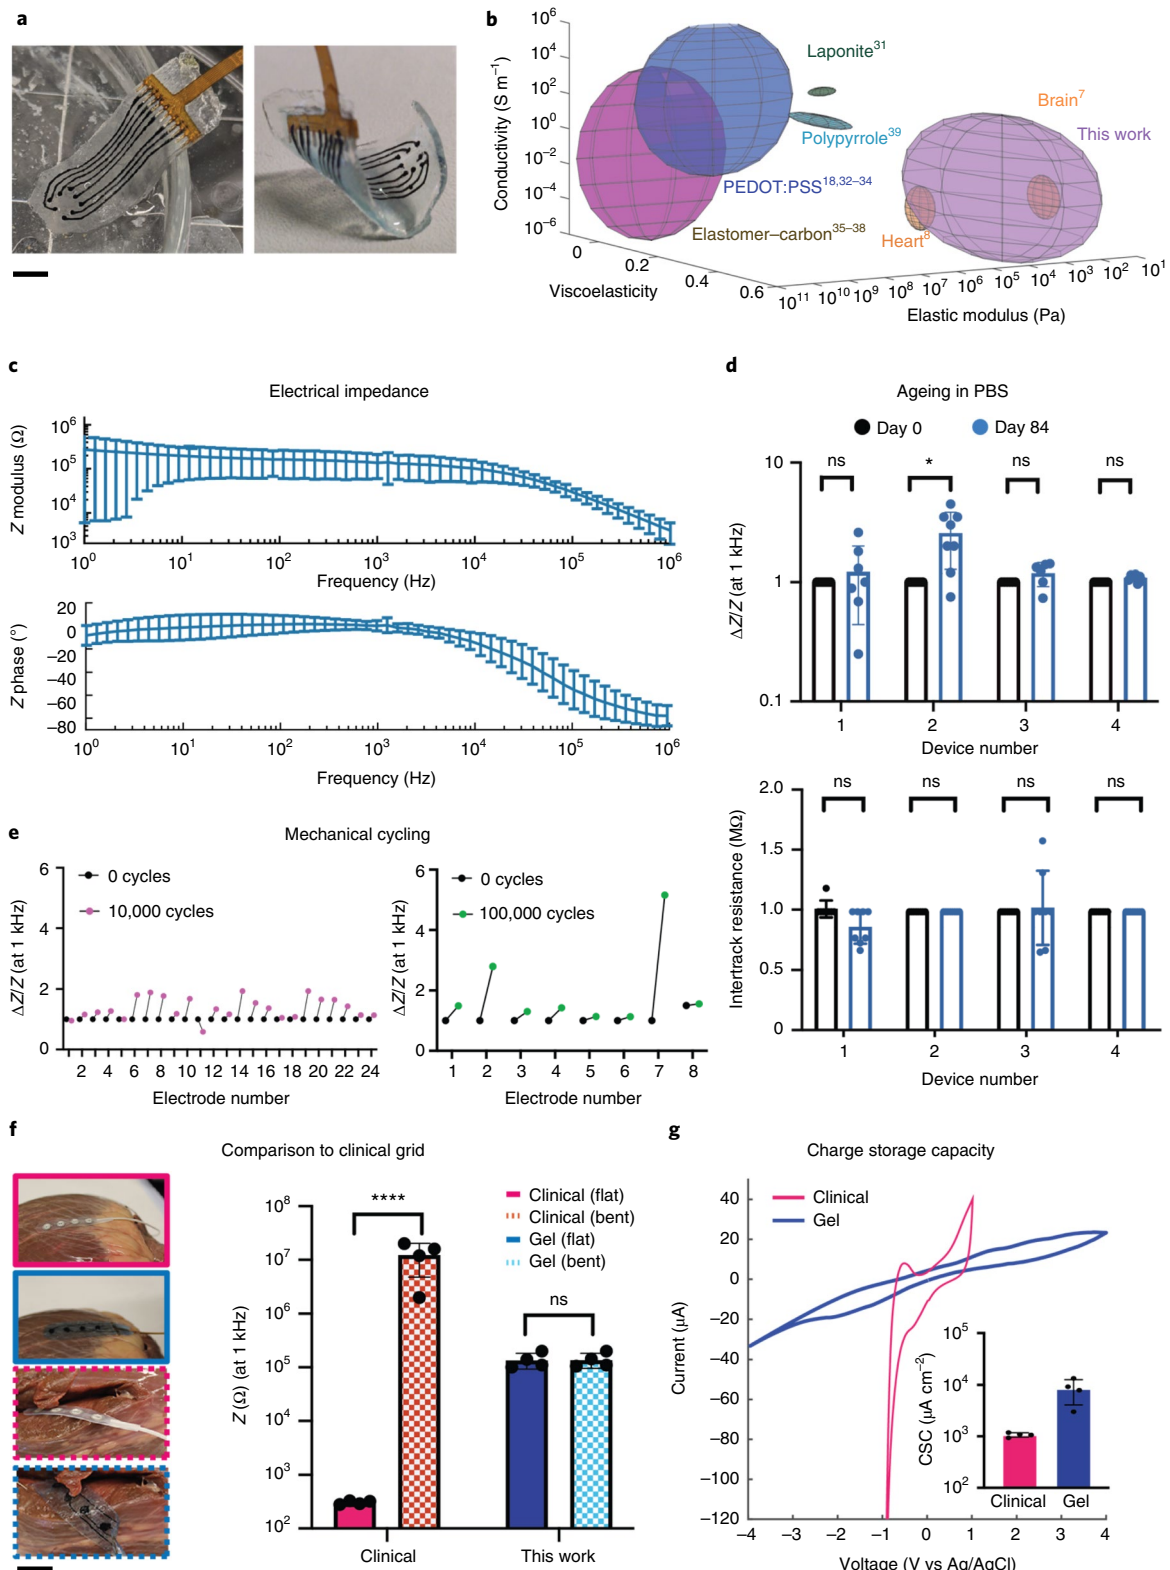 a
b
Conductivity (S m⁻¹)
10⁶
10⁴
10²
10⁰
10⁻²
10⁻⁴
10⁻⁶
0
0.2
0.4
0.6
Viscoelasticity
10¹¹ 10¹⁰ 10⁹ 10⁸ 10⁷ 10⁶ 10⁵ 10⁴ 10³ 10² 10¹
Elastic modulus (Pa)
Laponite³¹
Polypyrrole³⁹
PEDOT:PSS¹⁸,³²⁻³⁴
Elastomer–carbon³⁵⁻³⁸
Brain⁷
This work
Heart⁸
c
Electrical impedance
Z modulus (Ω)
10⁶
10⁵
10⁴
10³
10⁰ 10¹ 10² 10³ 10⁴ 10⁵ 10⁶
Frequency (Hz)
Z phase (°)
20
0
−20
−40
−60
−80
10⁰ 10¹ 10² 10³ 10⁴ 10⁵ 10⁶
Frequency (Hz)
d
Ageing in PBS
Day 0 Day 84
ΔZ/Z (at 1 kHz)
10
1
0.1
ns * ns ns
1 2 3 4
Device number
Intertrack resistance (MΩ)
2.0
1.5
1.0
0.5
0
ns ns ns ns
1 2 3 4
Device number
e
Mechanical cycling
ΔZ/Z (at 1 kHz)
6
4
2
0
0 cycles
10,000 cycles
2 4 6 8 10 12 14 16 18 20 22 24
Electrode number
ΔZ/Z (at 1 kHz)
6
4
2
0
0 cycles
100,000 cycles
1 2 3 4 5 6 7 8
Electrode number
f
Comparison to clinical grid
Z (Ω) (at 1 kHz)
10⁸
10⁷
10⁶
10⁵
10⁴
10³
10²
****
ns
Clinical (flat)
Clinical (bent)
Gel (flat)
Gel (bent)
Clinical This work
g
Charge storage capacity
Current (μA)
40
20
0
−20
−40
−60
−80
−100
−120
Clinical
Gel
−4 −3 −2 −1 0 1 2 3 4
Voltage (V vs Ag/AgCl)
CSC (μA cm⁻²)
10⁵
10⁴
10³
10²
Clinical Gel